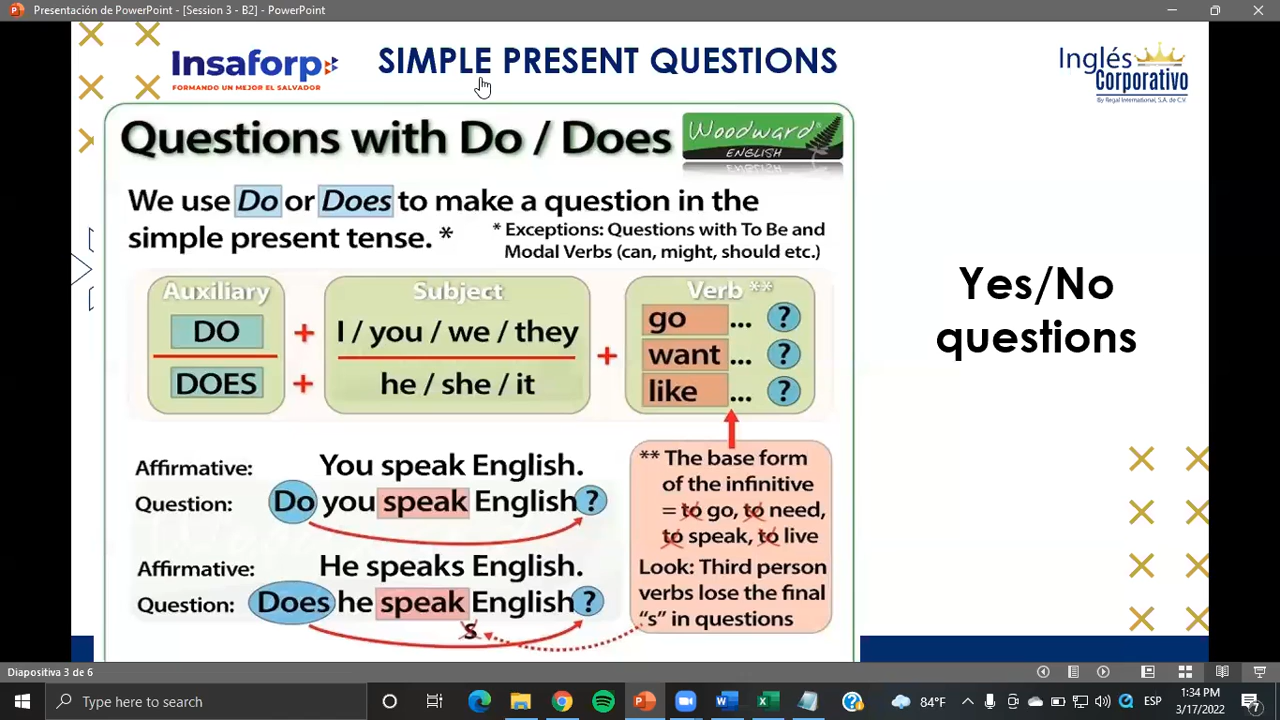 Presentación de PowerPoint - [Session 3 - B2] - PowerPoint
Insaforp
FORMANDO UN MEJOR EL SALVADOR
SIMPLE PRESENT QUESTIONS
Inglés
Corporativo
By Regal International, S.A. de C.V.
Questions with Do / Does
Woodward®
ENGLISH
We use Do or Does to make a question in the
simple present tense. *
* Exceptions: Questions with To Be and
Modal Verbs (can, might, should etc.)
Auxiliary
Subject
Verb **
DO + I / you / we / they
DOES + he / she / it
+
go ... ?
want ... ?
like ... ?
Yes/No
questions
Affirmative: You speak English.
Question: Do you speak English?
Affirmative: He speaks English.
Question: Does he speak English?
s
** The base form
of the infinitive
= to go, to need,
to speak, to live
Look: Third person
verbs lose the final
“s” in questions
Diapositiva 3 de 6
Type here to search
84°F
ESP
1:34 PM
3/17/2022
7